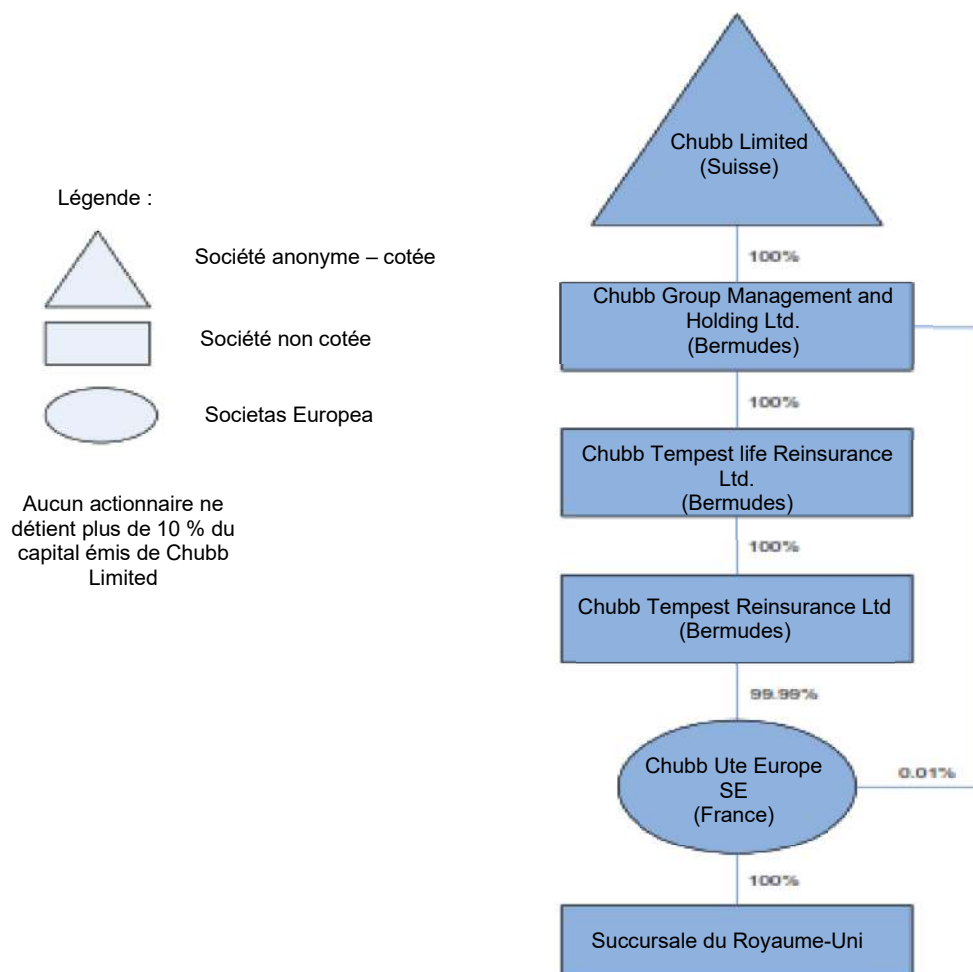 Chubb Limited
(Suisse)
Légende :
Société anonyme – cotée
100%
Chubb Group Management and
Holding Ltd.
(Bermudes)
Société non cotée
Societas Europea
100%
Chubb Tempest life Reinsurance
Ltd.
(Bermudes)
Aucun actionnaire ne
détient plus de 10 % du
capital émis de Chubb
Limited
100%
Chubb Tempest Reinsurance Ltd
(Bermudes)
99.99%
Chubb Ute Europe
SE
(France)
0.01%
100%
Succursale du Royaume-Uni